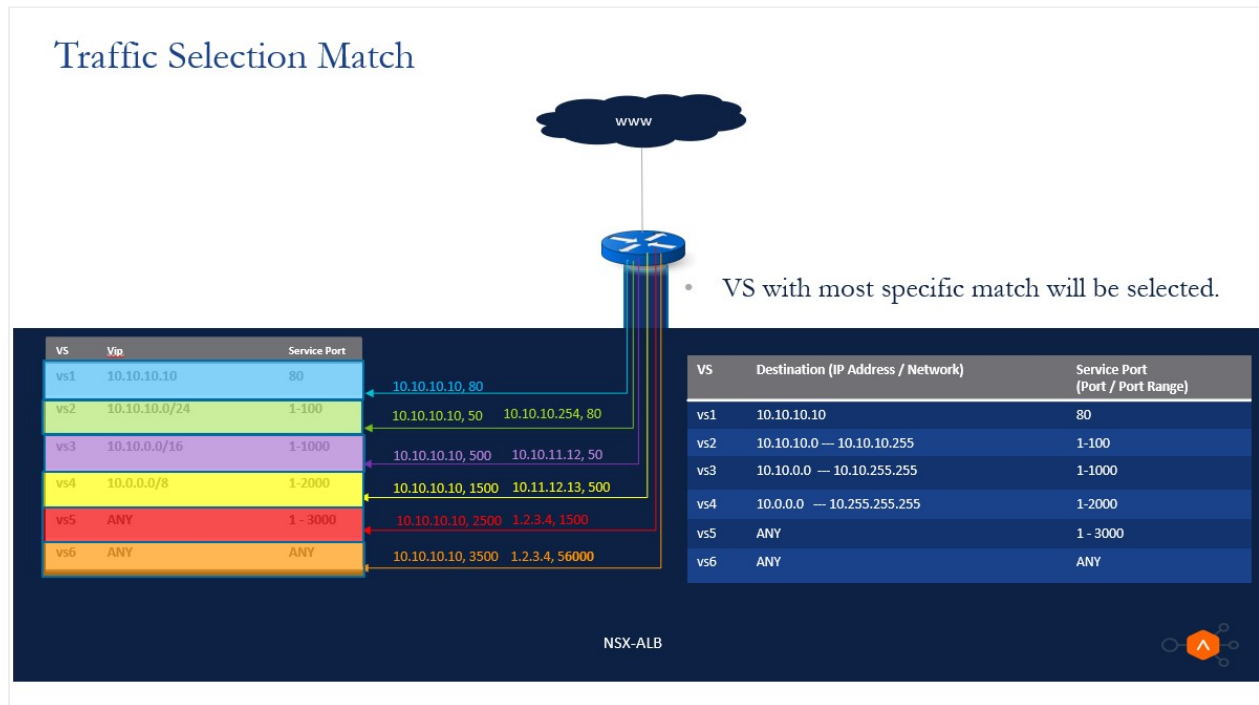 Traffic Selection Match
www
• VS with most specific match will be selected.
VS Vip Service Port
vs1 10.10.10.10 80
vs2 10.10.10.0/24 1-100
vs3 10.10.0.0/16 1-1000
vs4 10.0.0.0/8 1-2000
vs5 ANY 1 - 3000
vs6 ANY ANY
10.10.10.10, 80
10.10.10.10, 50 10.10.10.254, 80
10.10.10.10, 500 10.10.11.12, 50
10.10.10.10, 1500 10.11.12.13, 500
10.10.10.10, 2500 1.2.3.4, 1500
10.10.10.10, 3500 1.2.3.4, 56000
VS Destination (IP Address / Network) Service Port
(Port / Port Range)
vs1 10.10.10.10 80
vs2 10.10.10.0 --- 10.10.10.255 1-100
vs3 10.10.0.0 --- 10.10.255.255 1-1000
vs4 10.0.0.0 --- 10.255.255.255 1-2000
vs5 ANY 1 - 3000
vs6 ANY ANY
NSX-ALB